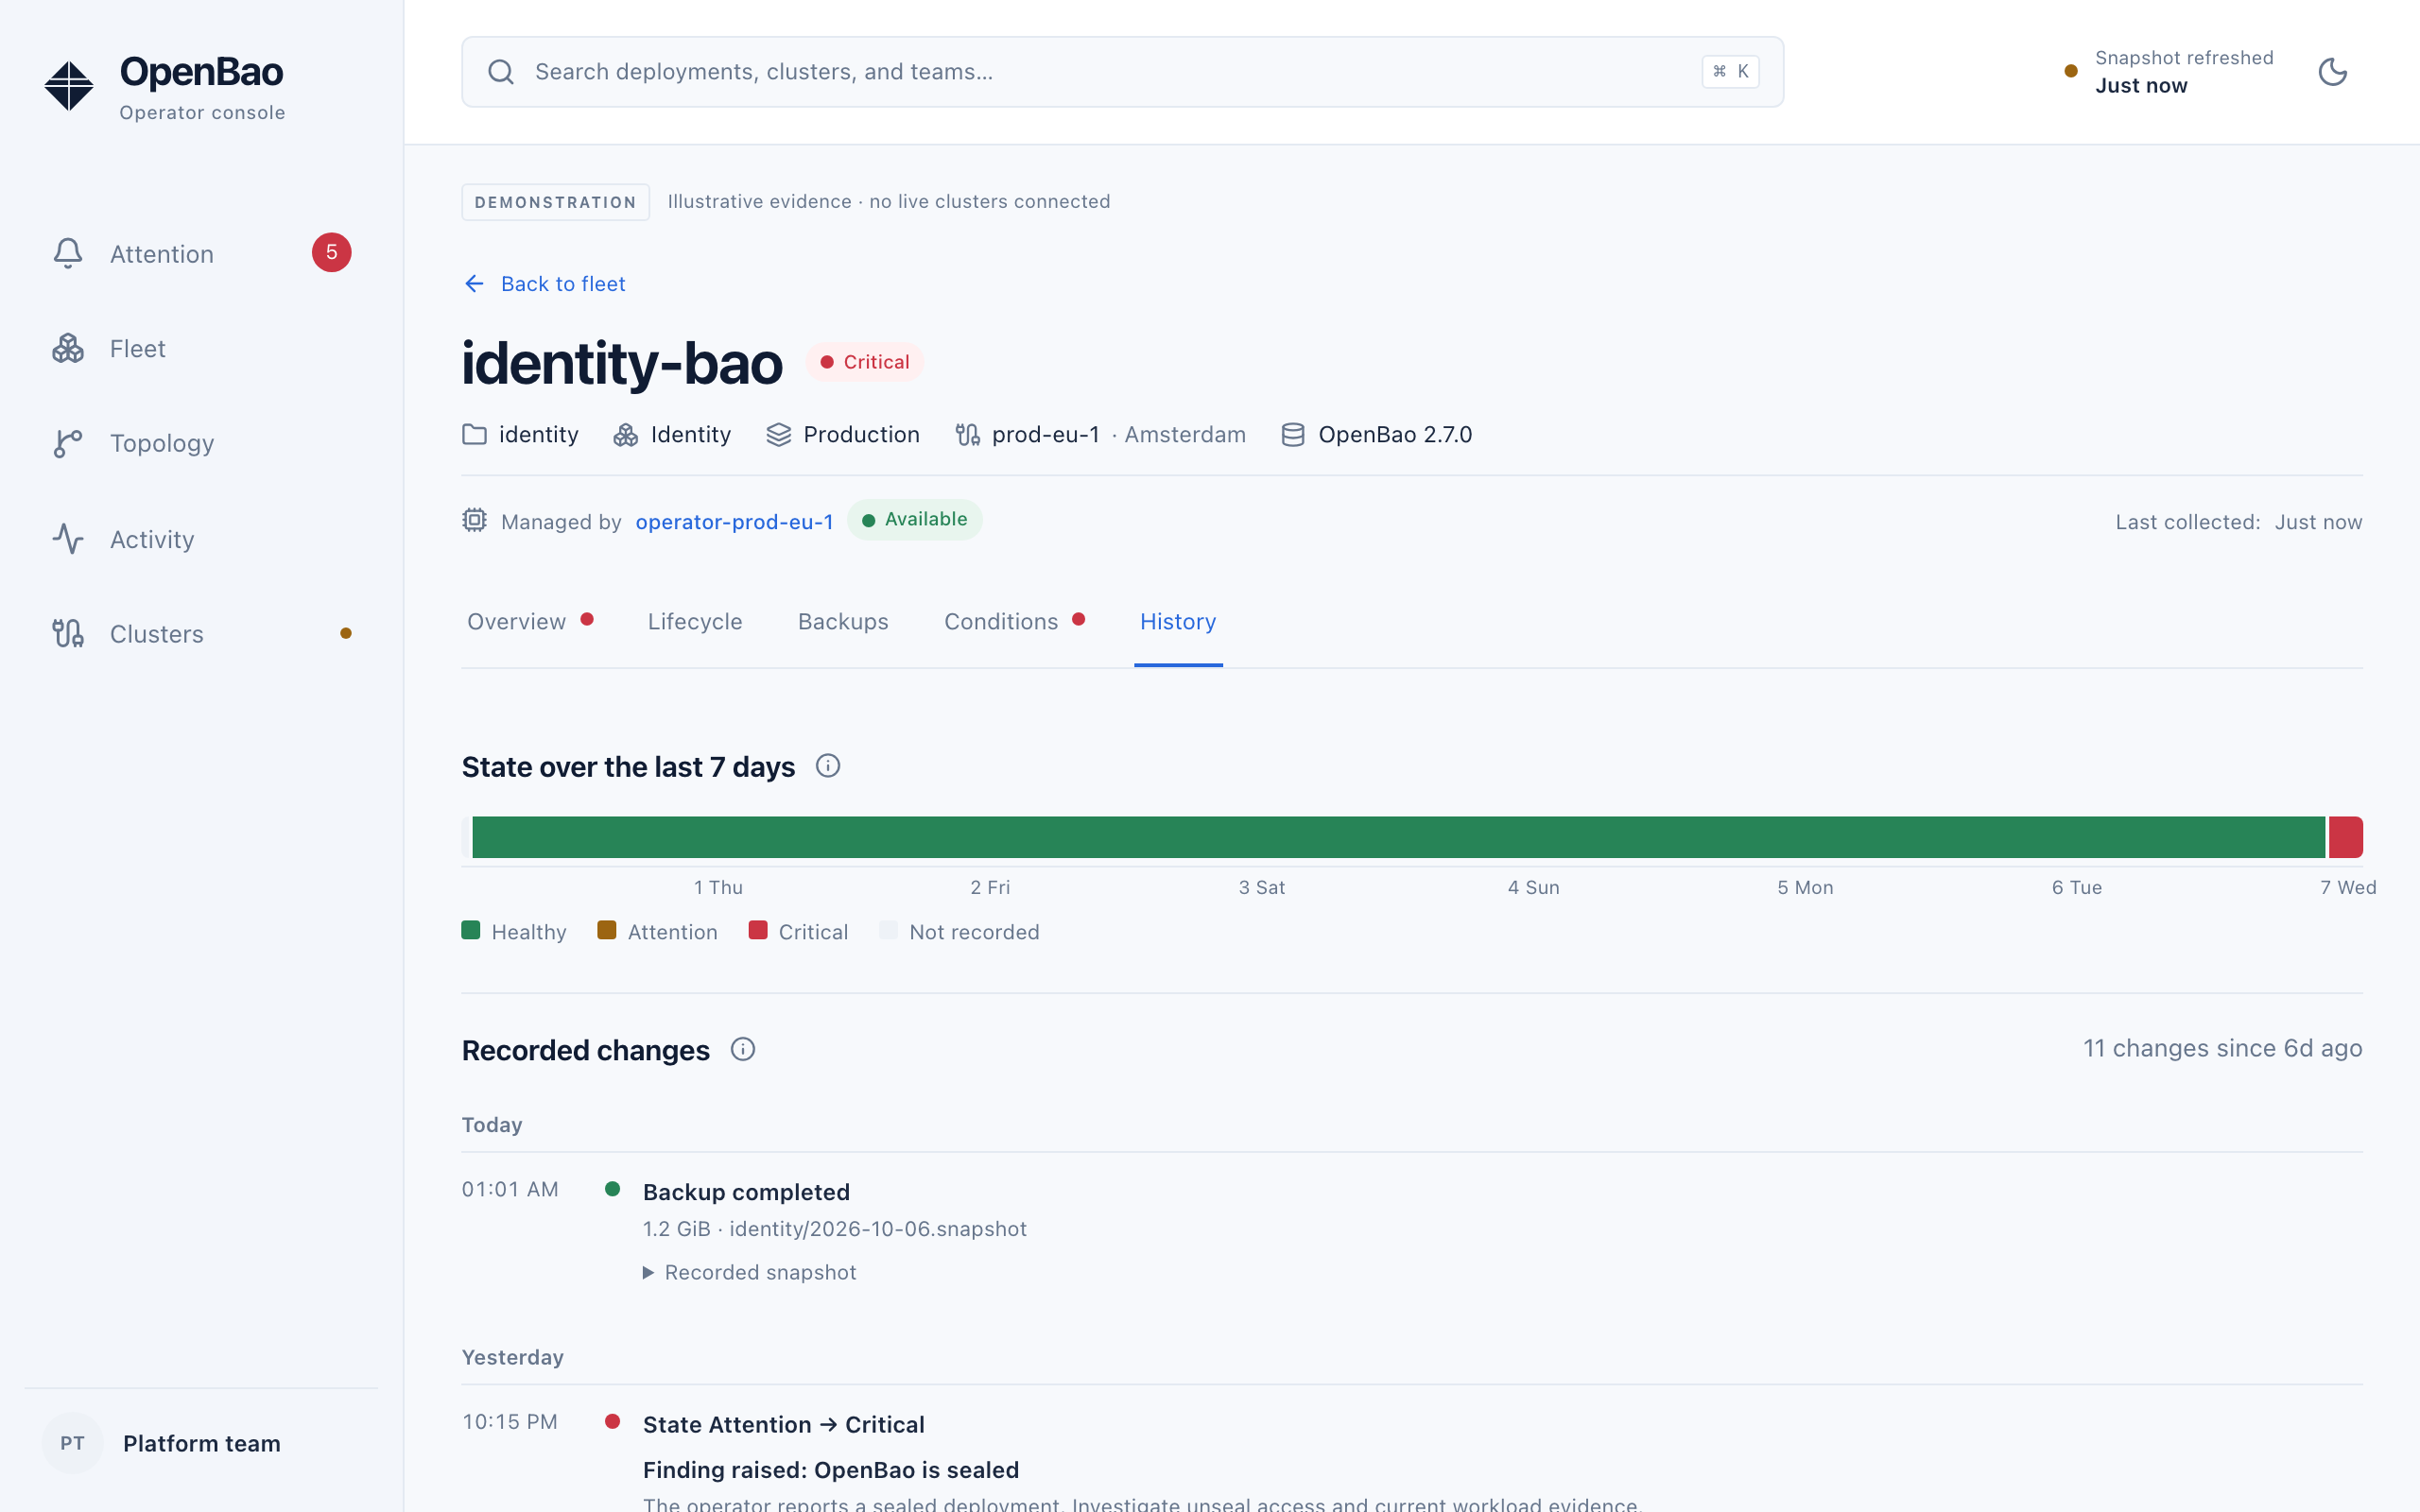 OpenBao
Operator console
Attention
5
Fleet
Topology
Activity
Clusters
PT
Platform team
Search deployments, clusters, and teams...
⌘ K
Snapshot refreshed
Just now
DEMONSTRATION
Illustrative evidence · no live clusters connected
Back to fleet
identity-bao
Critical
identity
Identity
Production
prod-eu-1 · Amsterdam
OpenBao 2.7.0
Managed by operator-prod-eu-1
Available
Last collected: Just now
Overview
Lifecycle
Backups
Conditions
History
State over the last 7 days
1 Thu
2 Fri
3 Sat
4 Sun
5 Mon
6 Tue
7 Wed
Healthy
Attention
Critical
Not recorded
Recorded changes
11 changes since 6d ago
Today
01:01 AM
Backup completed
1.2 GiB · identity/2026-10-06.snapshot
Recorded snapshot
Yesterday
10:15 PM
State Attention → Critical
Finding raised: OpenBao is sealed
The operator reports a sealed deployment. Investigate unseal access and current workload evidence.